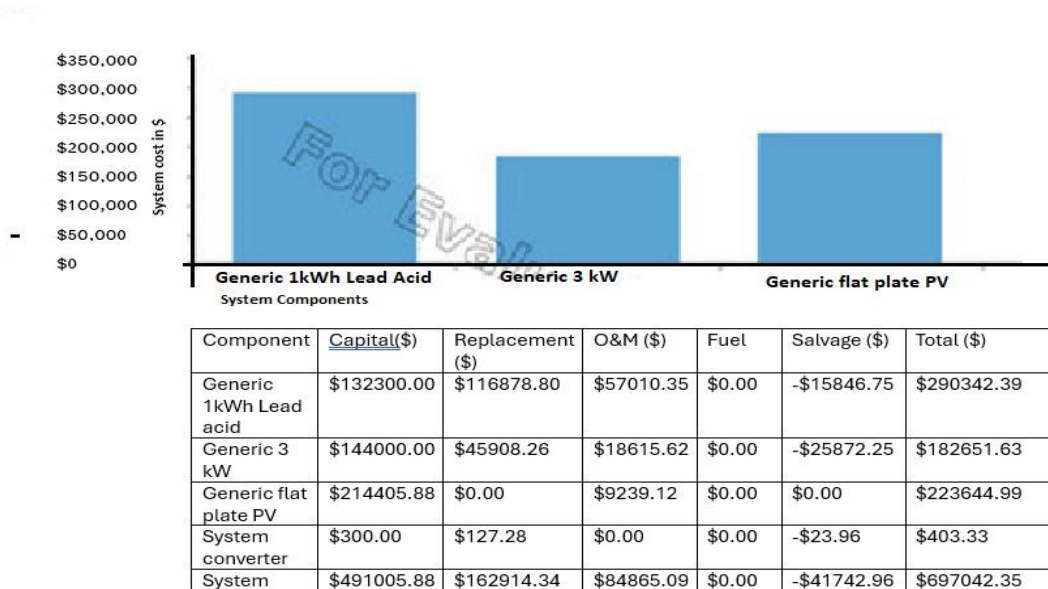 $350,000
$300,000
$250,000
$200,000
$150,000
$100,000
$50,000
$0
System cost in $
For Evalu
Generic 1kWh Lead Acid
Generic 3 kW
Generic flat plate PV
System Components
Component Capital($) Replacement ($) O&M ($) Fuel Salvage ($) Total ($)
Generic 1kWh Lead acid $132300.00 $116878.80 $57010.35 $0.00 -$15846.75 $290342.39
Generic 3 kW $144000.00 $45908.26 $18615.62 $0.00 -$25872.25 $182651.63
Generic flat plate PV $214405.88 $0.00 $9239.12 $0.00 $0.00 $223644.99
System converter $300.00 $127.28 $0.00 $0.00 -$23.96 $403.33
System $491005.88 $162914.34 $84865.09 $0.00 -$41742.96 $697042.35